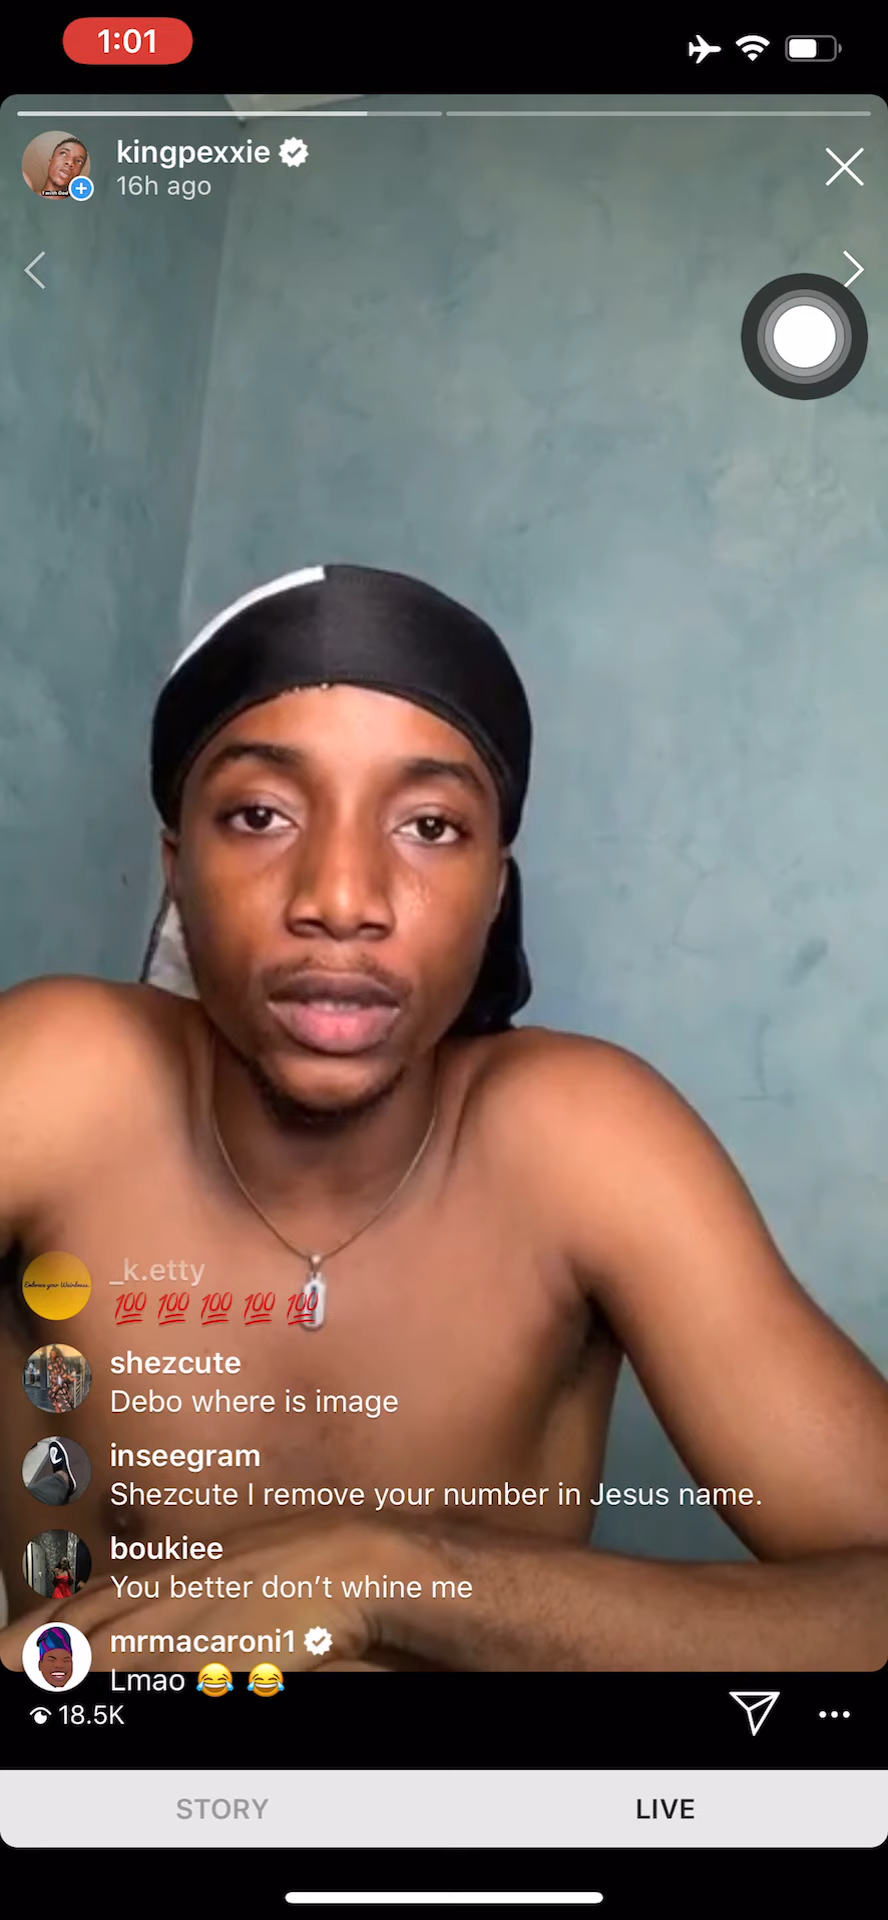 1:01
kingpexxie
16h ago
_k.etty
💯 💯 💯 💯 💯
shezcute
Debo where is image
inseegram
Shezcute I remove your number in Jesus name.
boukiee
You better don’t whine me
mrmacaroni1
Lmao 😂 😂
18.5K
STORY
LIVE